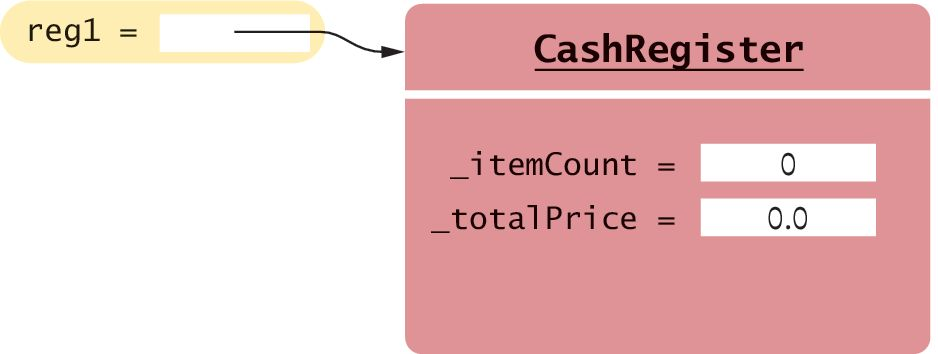 reg1 =
CashRegister
_itemCount = 0
_totalPrice = 0.0